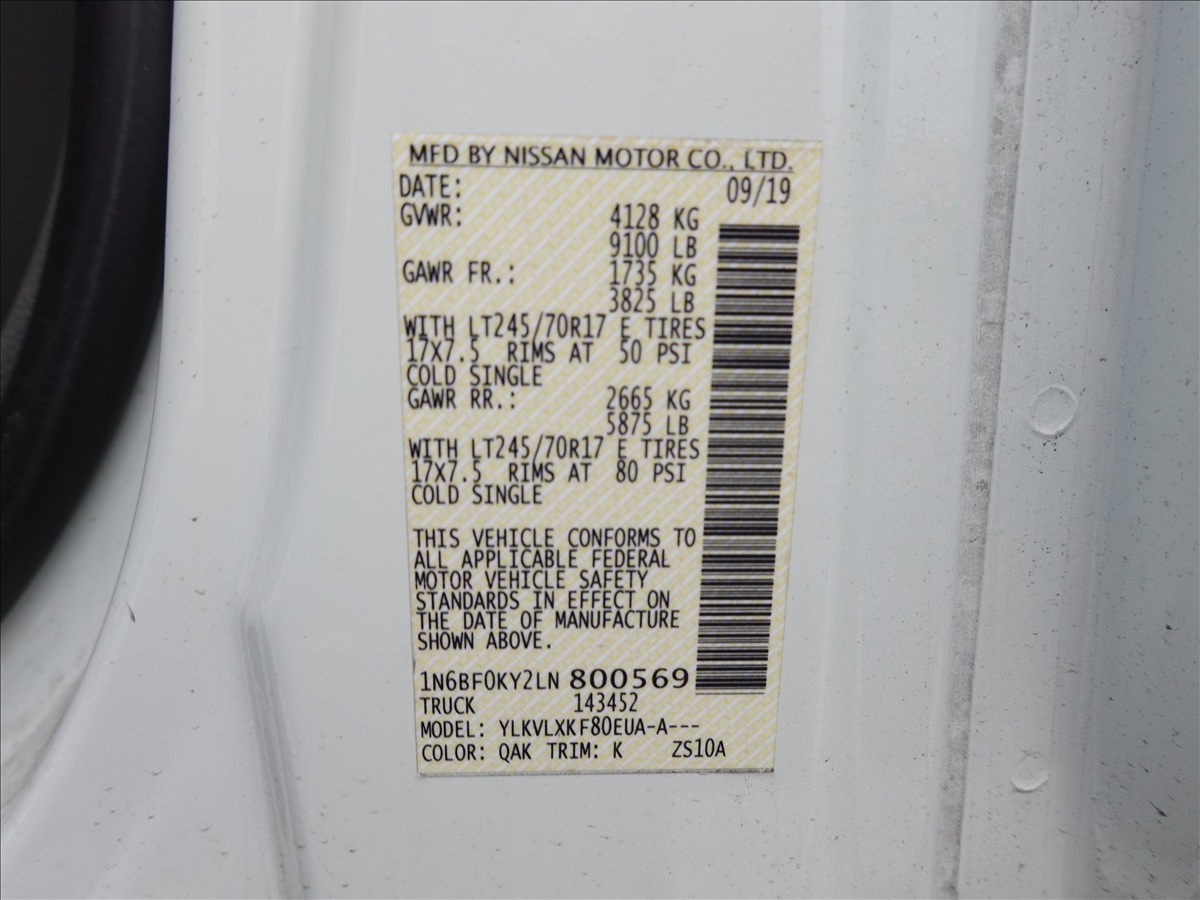 MFD BY NISSAN MOTOR CO., LTD.
DATE: 09/19
GVWR: 4128 KG
9100 LB
GAWR FR.: 1735 KG
3825 LB
WITH LT245/70R17 E TIRES
17X7.5 RIMS AT 50 PSI
COLD SINGLE
GAWR RR.: 2665 KG
5875 LB
WITH LT245/70R17 E TIRES
17X7.5 RIMS AT 80 PSI
COLD SINGLE
THIS VEHICLE CONFORMS TO
ALL APPLICABLE FEDERAL
MOTOR VEHICLE SAFETY
STANDARDS IN EFFECT ON
THE DATE OF MANUFACTURE
SHOWN ABOVE.
1N6BF0KY2LN 800569
TRUCK 143452
MODEL: YLKVLXKF80EUA-A---
COLOR: QAK TRIM: K ZS10A